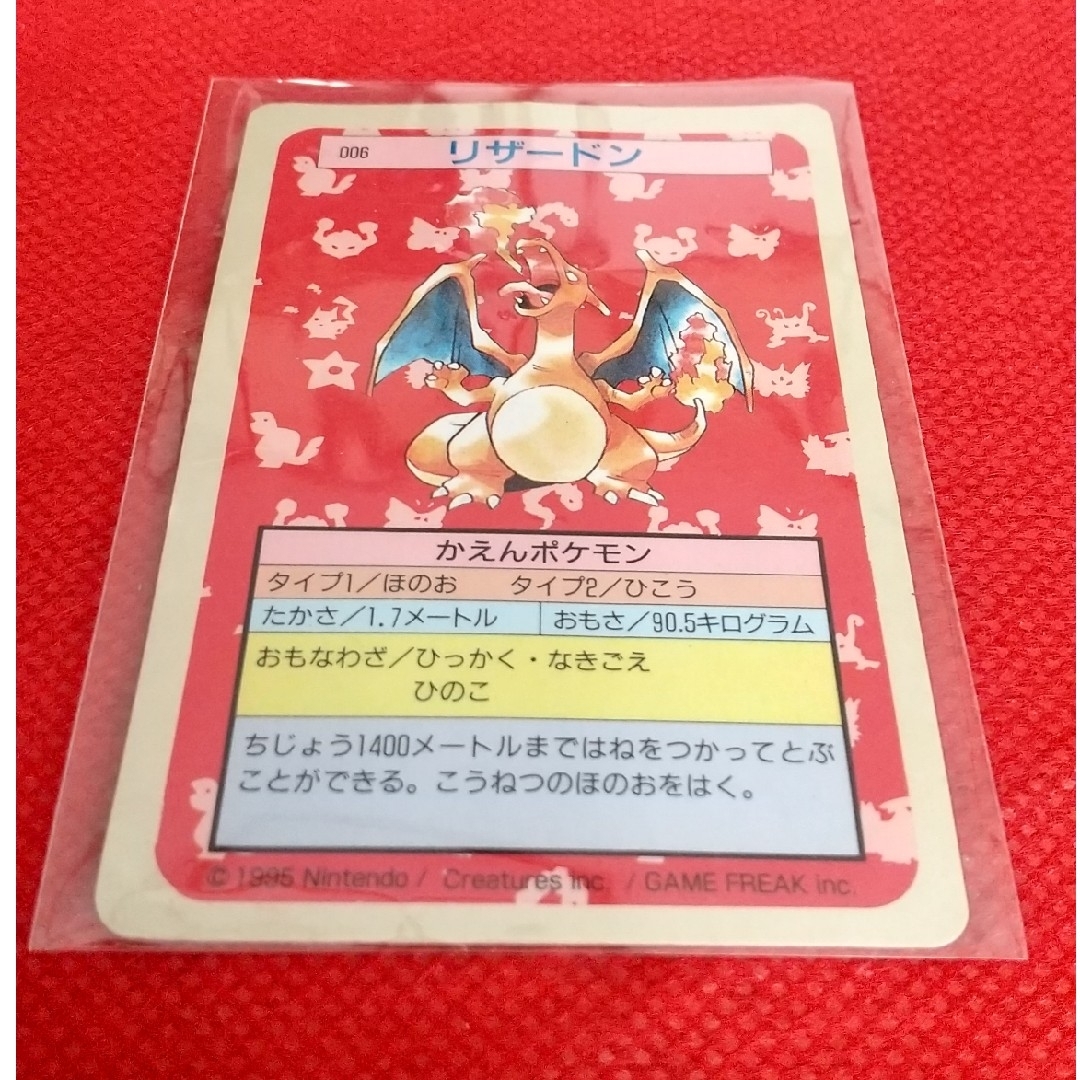 006 リザードン
かえんポケモン
タイプ1/ほのお タイプ2/ひこう
たかさ/1.7メートル おもさ/90.5キログラム
おもなわざ/ひっかく・なきごえ
ひのこ
ちじょう1400メートルまではねをつかってとぶ
ことができる。こうねつのほのおをはく。
© 1995 Nintendo / Creatures inc. / GAME FREAK inc.